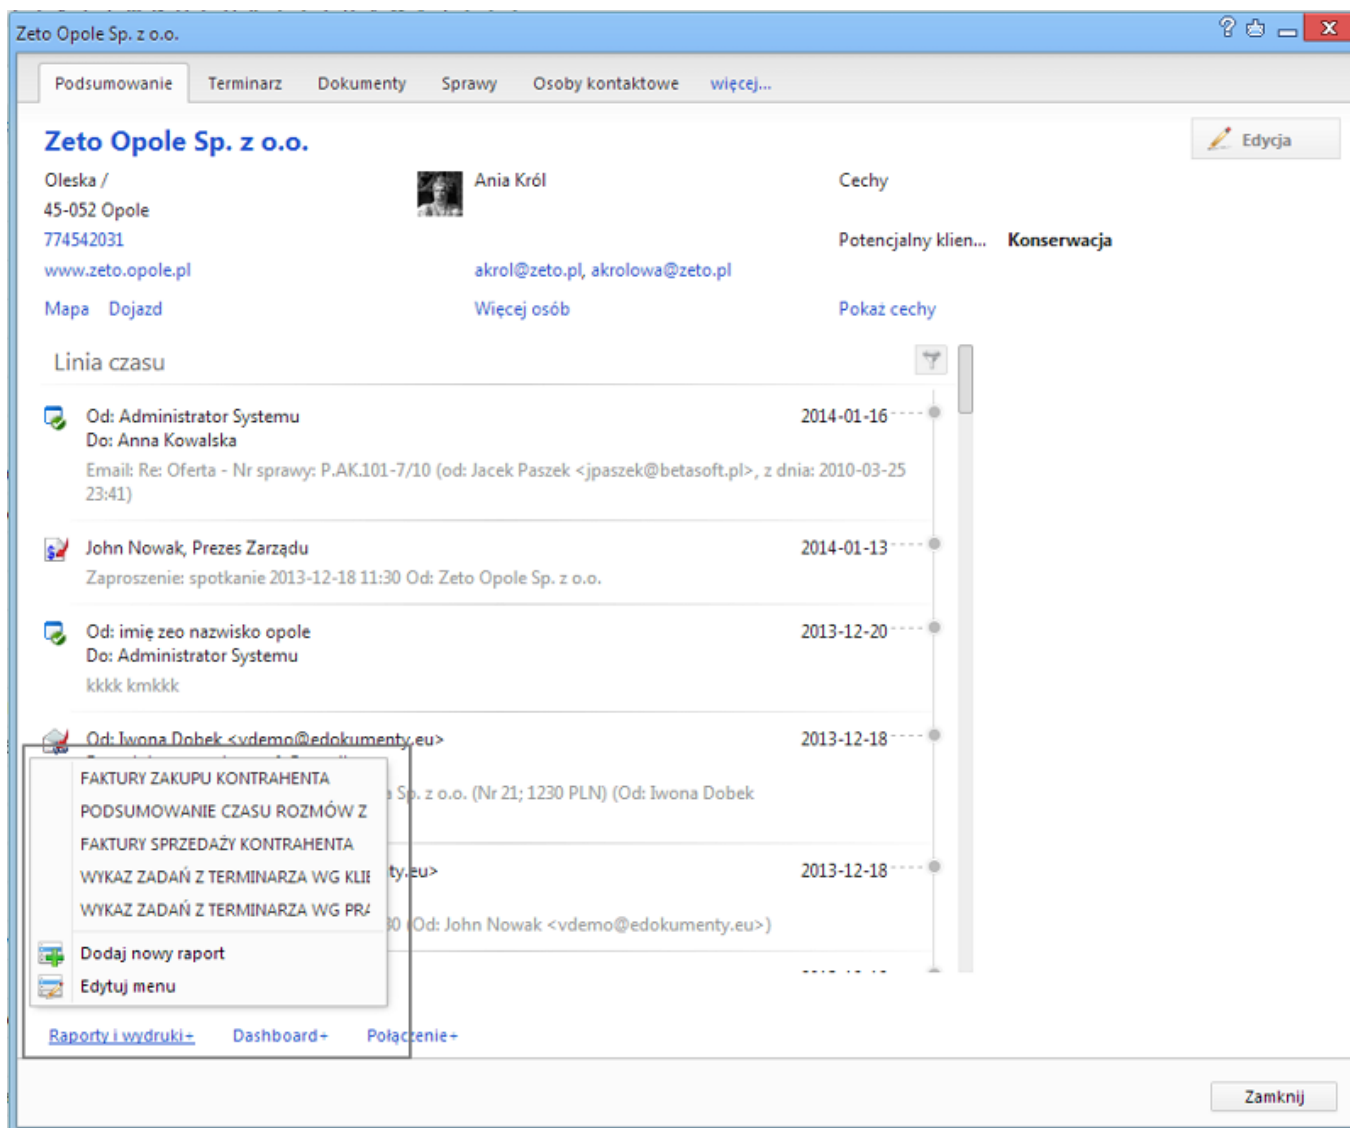 Zeto Opole Sp. z o.o.
Podsumowanie Terminarz Dokumenty Sprawy Osoby kontaktowe więcej...
Zeto Opole Sp. z o.o. Edycja
Oleska / Ania Król Cechy
45-052 Opole
774542031 Potencjalny klien... Konserwacja
www.zeto.opole.pl akrol@zeto.pl, akrolowa@zeto.pl
Mapa Dojazd Więcej osób Pokaż cechy
Linia czasu
Od: Administrator Systemu 2014-01-16
Do: Anna Kowalska
Email: Re: Oferta - Nr sprawy: P.AK.101-7/10 (od: Jacek Paszek <jpaszek@betasoft.pl>, z dnia: 2010-03-25
23:41)
John Nowak, Prezes Zarządu 2014-01-13
Zaproszenie: spotkanie 2013-12-18 11:30 Od: Zeto Opole Sp. z o.o.
Od: imię zeo nazwisko opole 2013-12-20
Do: Administrator Systemu
kkkk kmkkk
Od: Iwona Dobek <vdemo@edokumenty.eu> 2013-12-18
FAKTURY ZAKUPU KONTRAHENTA
Sp. z o.o. (Nr 21; 1230 PLN) (Od: Iwona Dobek
PODSUMOWANIE CZASU ROZMÓW Z
FAKTURY SPRZEDAŻY KONTRAHENTA
WYKAZ ZADAŃ Z TERMINARZA WG KLIE ty.eu> 2013-12-18
WYKAZ ZADAŃ Z TERMINARZA WG PRA
30 (Od: John Nowak <vdemo@edokumenty.eu>)
Dodaj nowy raport
Edytuj menu
Raporty i wydruki+ Dashboard+ Połączenie+
Zamknij